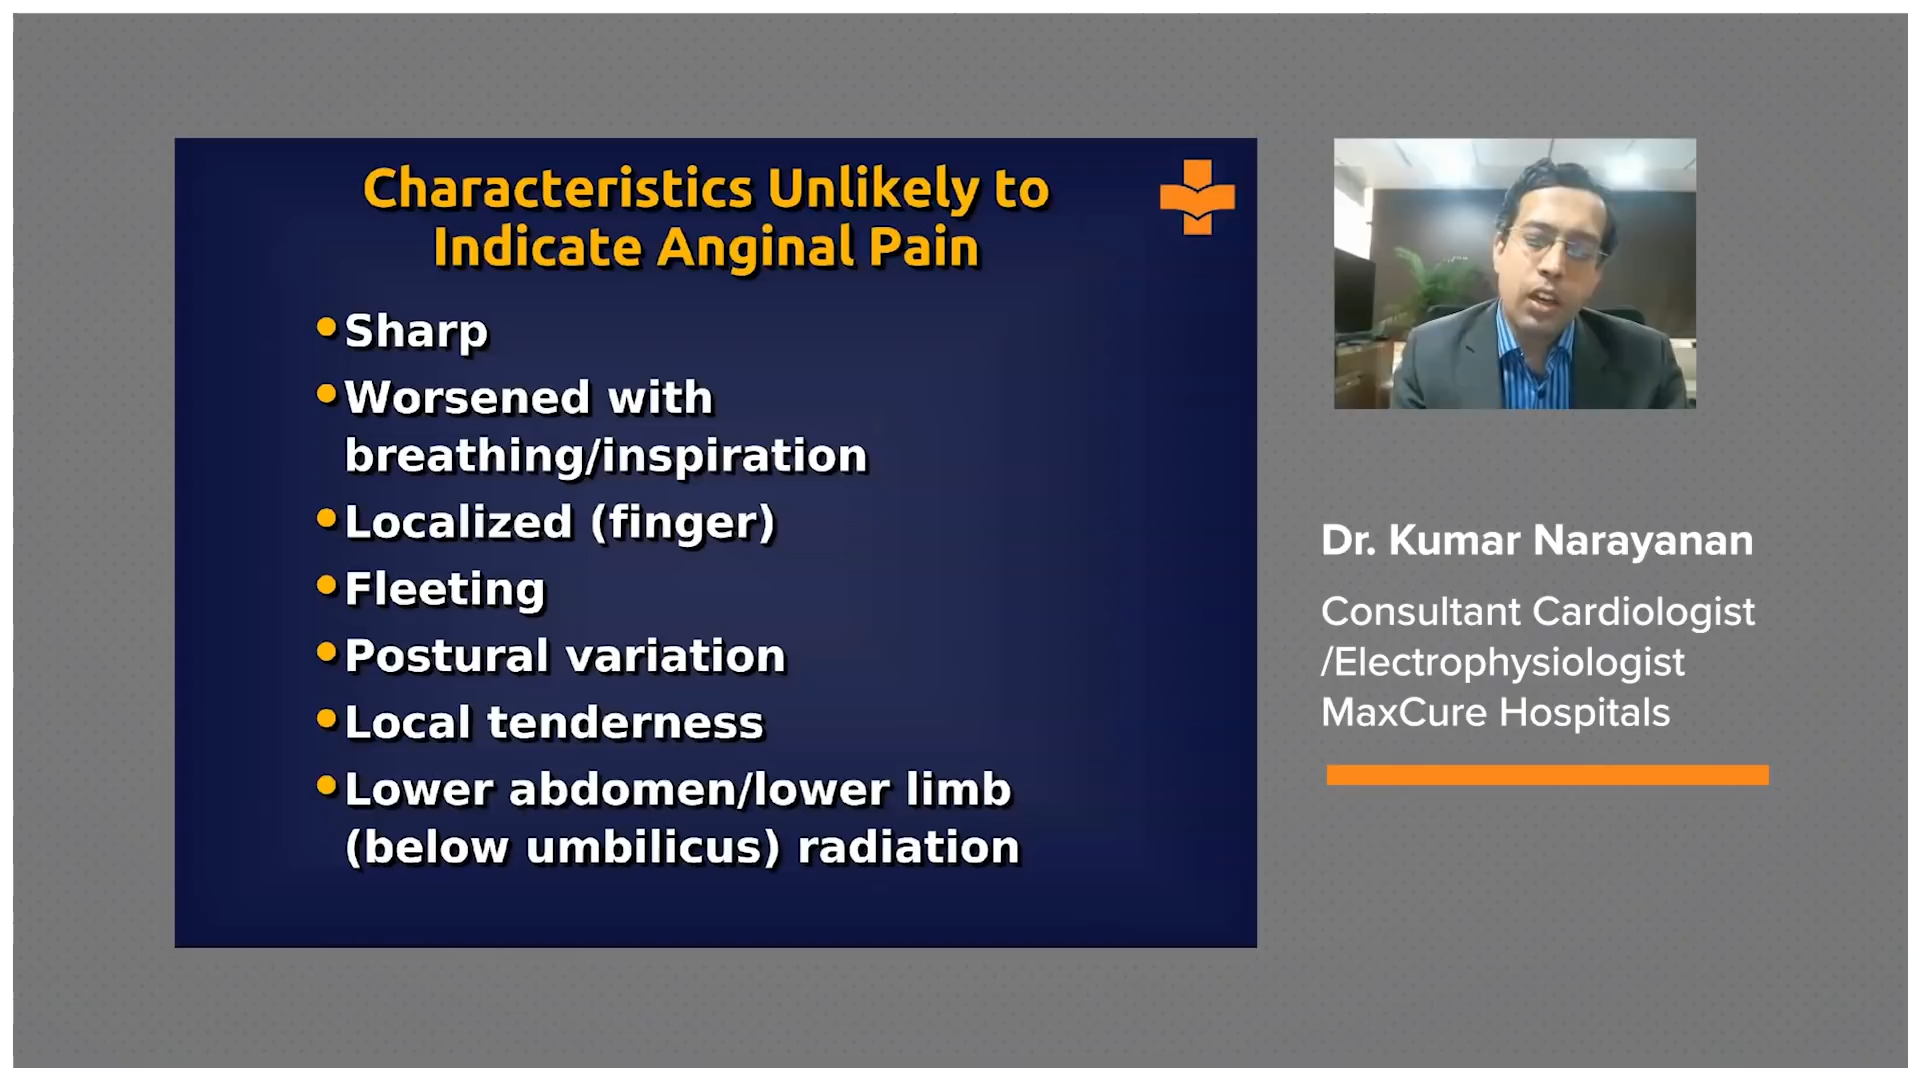 Characteristics Unlikely to
Indicate Anginal Pain
• Sharp
• Worsened with
breathing/inspiration
• Localized (finger)
• Fleeting
• Postural variation
• Local tenderness
• Lower abdomen/lower limb
(below umbilicus) radiation
Dr. Kumar Narayanan
Consultant Cardiologist
/Electrophysiologist
MaxCure Hospitals